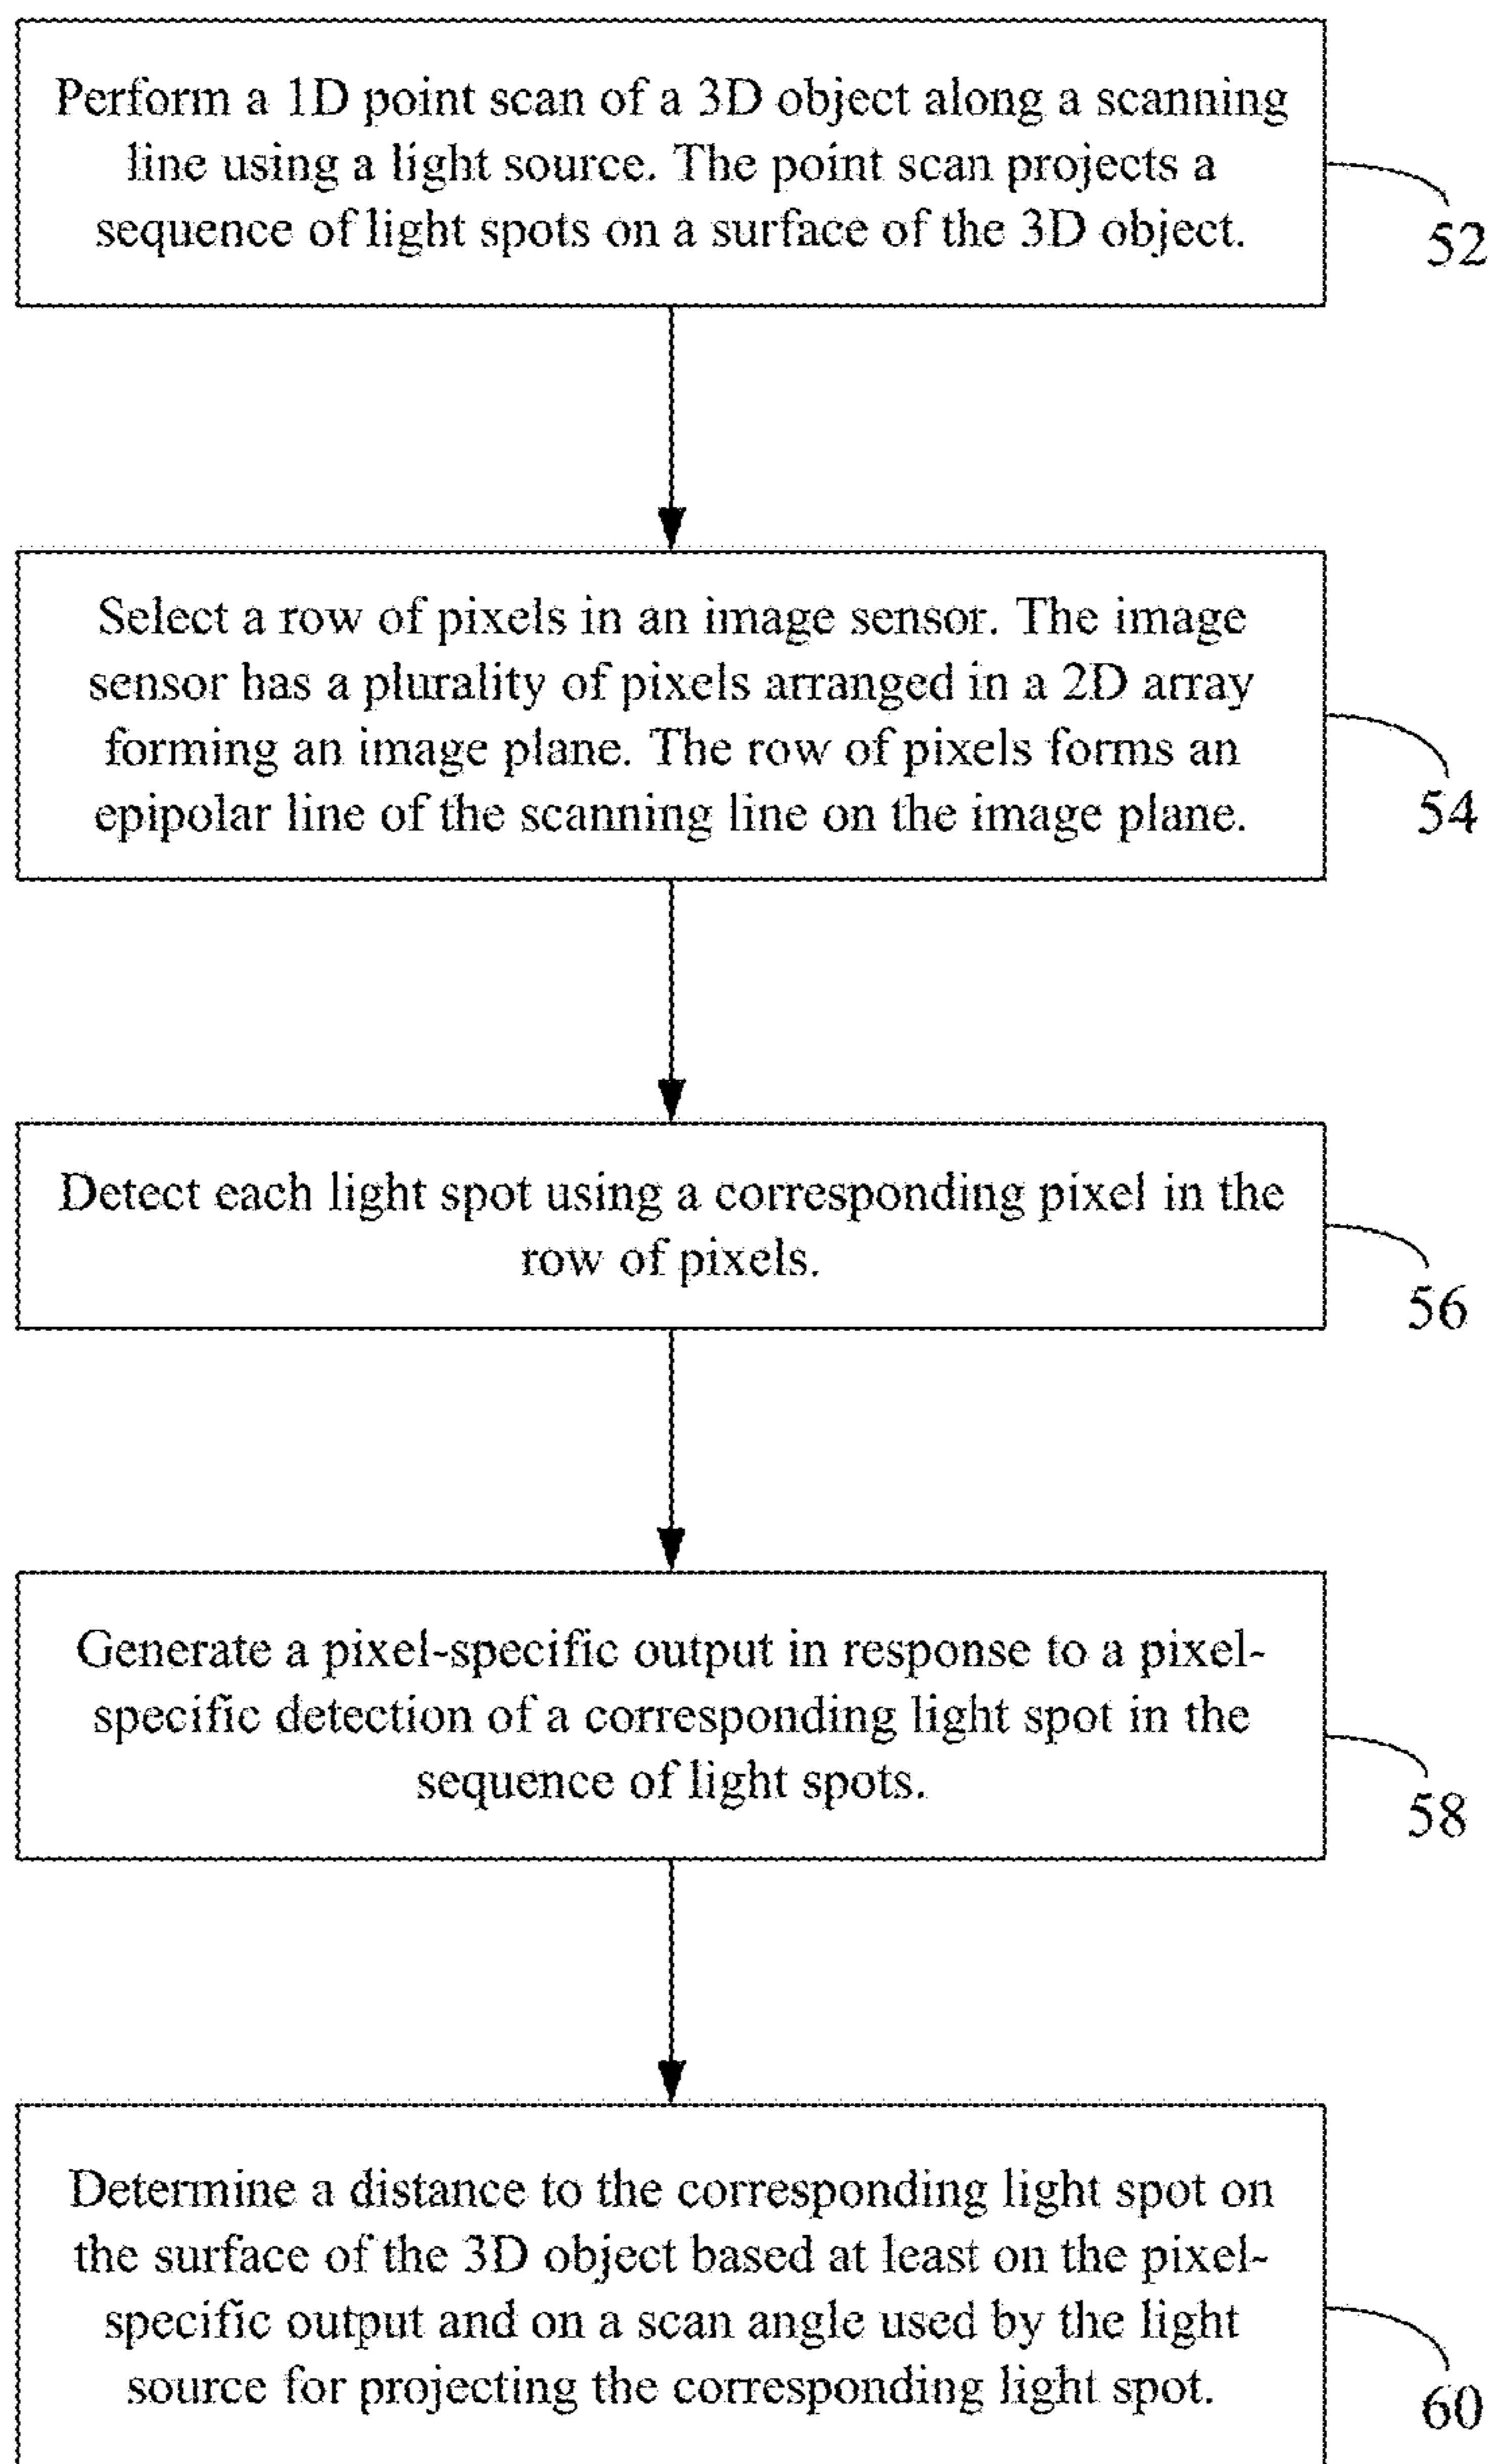 Perform a 1D point scan of a 3D object along a scanning
line using a light source. The point scan projects a
sequence of light spots on a surface of the 3D object.
52
Select a row of pixels in an image sensor. The image
sensor has a plurality of pixels arranged in a 2D array
forming an image plane. The row of pixels forms an
epipolar line of the scanning line on the image plane.
54
Detect each light spot using a corresponding pixel in the
row of pixels.
56
Generate a pixel-specific output in response to a pixel-
specific detection of a corresponding light spot in the
sequence of light spots.
58
Determine a distance to the corresponding light spot on
the surface of the 3D object based at least on the pixel-
specific output and on a scan angle used by the light
source for projecting the corresponding light spot.
60